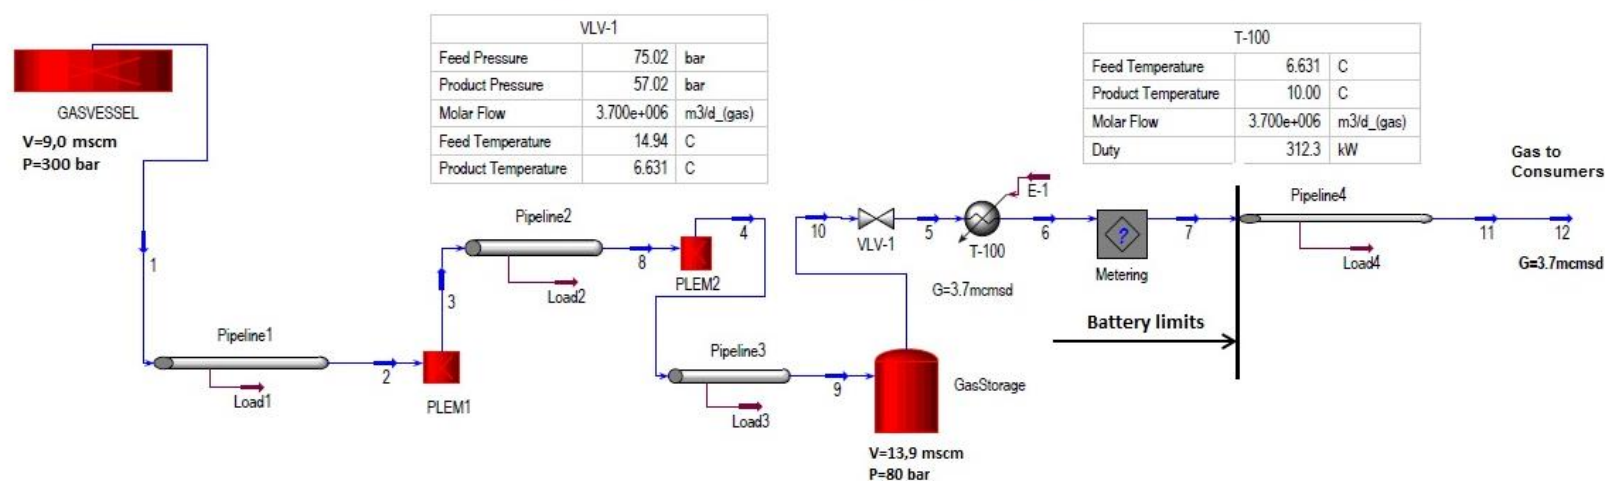 VLV-1
Feed Pressure 75.02 bar
Product Pressure 57.02 bar
Molar Flow 3.700e+006 m3/d_(gas)
Feed Temperature 14.94 C
Product Temperature 6.631 C
T-100
Feed Temperature 6.631 C
Product Temperature 10.00 C
Molar Flow 3.700e+006 m3/d_(gas)
Duty 312.3 kW
GASVESSEL
V=9,0 mscm
P=300 bar
1
Pipeline1
Load1
2
PLEM1
3
Pipeline2
Load2
8
PLEM2
4
Pipeline3
Load3
9
GasStorage
V=13,9 mscm
P=80 bar
10
VLV-1
5
E-1
T-100
G=3.7mcmsd
6
?
Metering
7
Battery limits
Pipeline4
Load4
11
12
Gas to
Consumers
G=3.7mcmsd